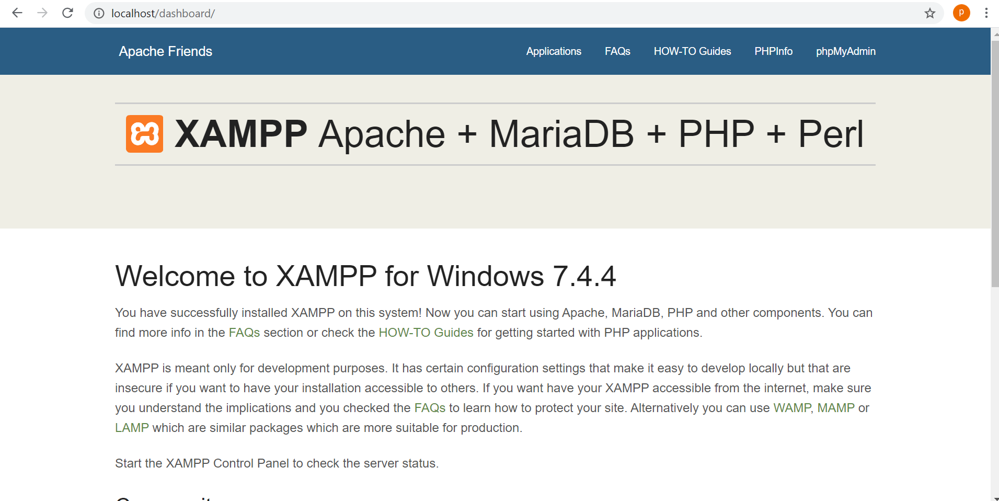 localhost/dashboard/
p
Apache Friends
Applications
FAQs
HOW-TO Guides
PHPInfo
phpMyAdmin
XAMPP Apache + MariaDB + PHP + Perl
Welcome to XAMPP for Windows 7.4.4
You have successfully installed XAMPP on this system! Now you can start using Apache, MariaDB, PHP and other components. You can
find more info in the FAQs section or check the HOW-TO Guides for getting started with PHP applications.
XAMPP is meant only for development purposes. It has certain configuration settings that make it easy to develop locally but that are
insecure if you want to have your installation accessible to others. If you want have your XAMPP accessible from the internet, make sure
you understand the implications and you checked the FAQs to learn how to protect your site. Alternatively you can use WAMP, MAMP or
LAMP which are similar packages which are more suitable for production.
Start the XAMPP Control Panel to check the server status.